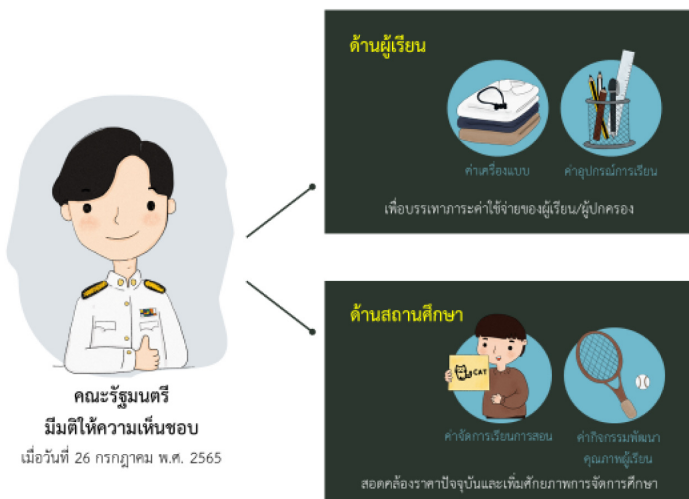 คณะรัฐมนตรี
มีมติให้ความเห็นชอบ
เมื่อวันที่ 26 กรกฎาคม พ.ศ. 2565
ด้านผู้เรียน
ค่าเครื่องแบบ
ค่าอุปกรณ์การเรียน
เพื่อบรรเทาภาระค่าใช้จ่ายของผู้เรียน/ผู้ปกครอง
ด้านสถานศึกษา
CAT
ค่าจัดการเรียนการสอน
ค่ากิจกรรมพัฒนา
คุณภาพผู้เรียน
สอดคล้องราคาปัจจุบันและเพิ่มศักยภาพการจัดการศึกษา